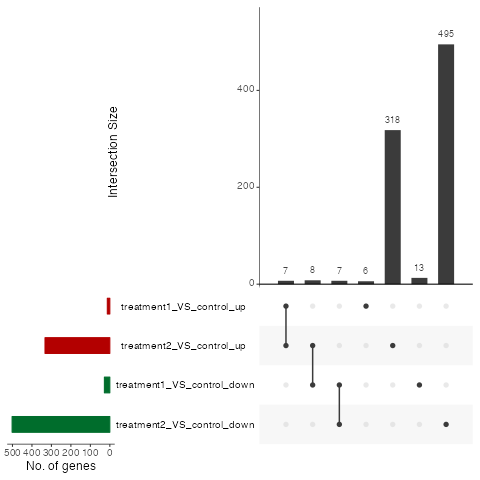 495
400
Intersection Size
318
200
7 8 7 6 13
0
treatment1_VS_control_up
treatment2_VS_control_up
treatment1_VS_control_down
treatment2_VS_control_down
500 400 300 200 100 0
No. of genes